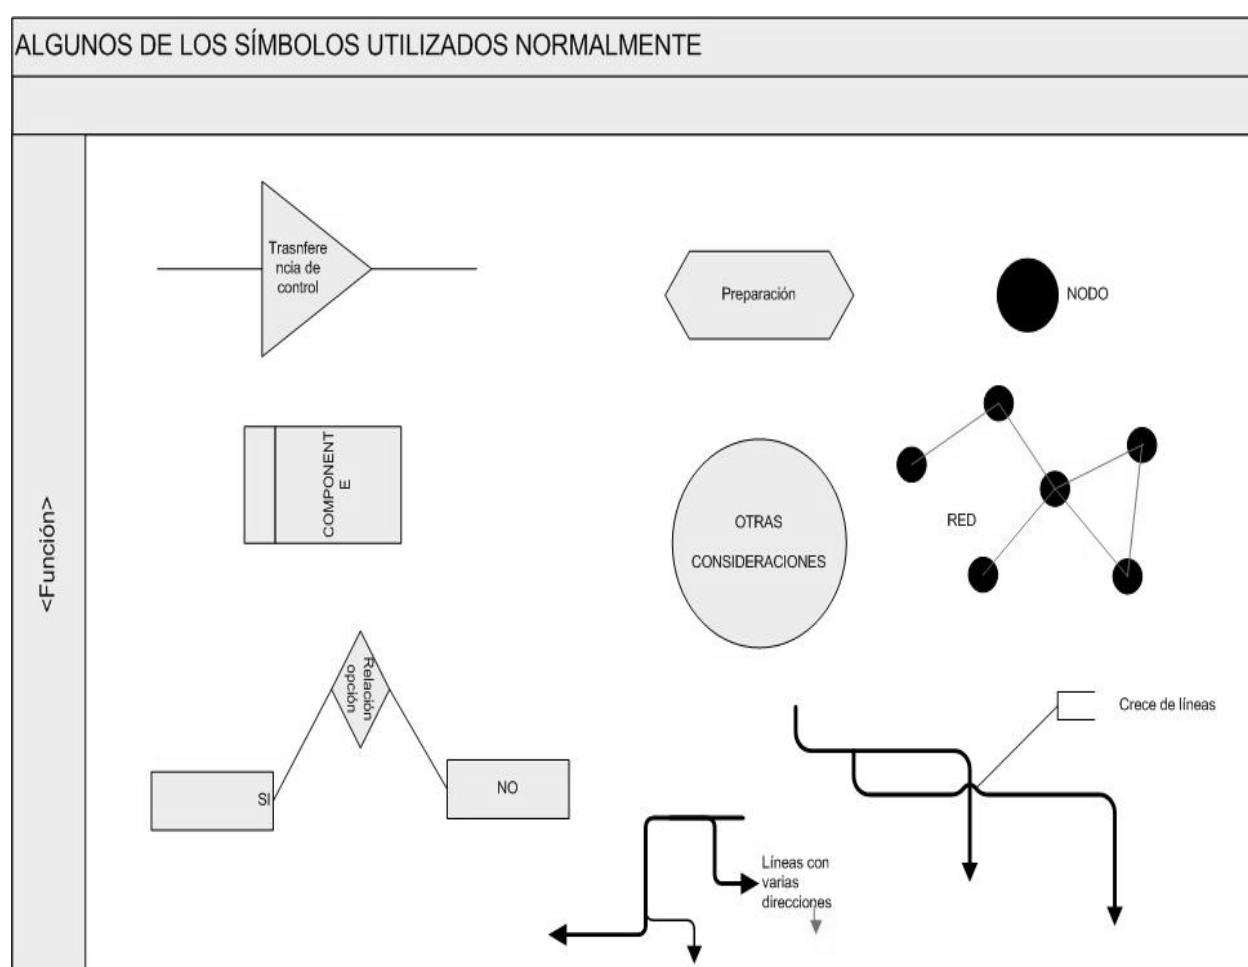 ALGUNOS DE LOS SÍMBOLOS UTILIZADOS NORMALMENTE
<Función>
Trasnfere
ncia de
control
Preparación
NODO
COMPONENT
E
OTRAS
CONSIDERACIONES
RED
Relación
opción
SI
NO
Crece de líneas
Líneas con
varias
direcciones